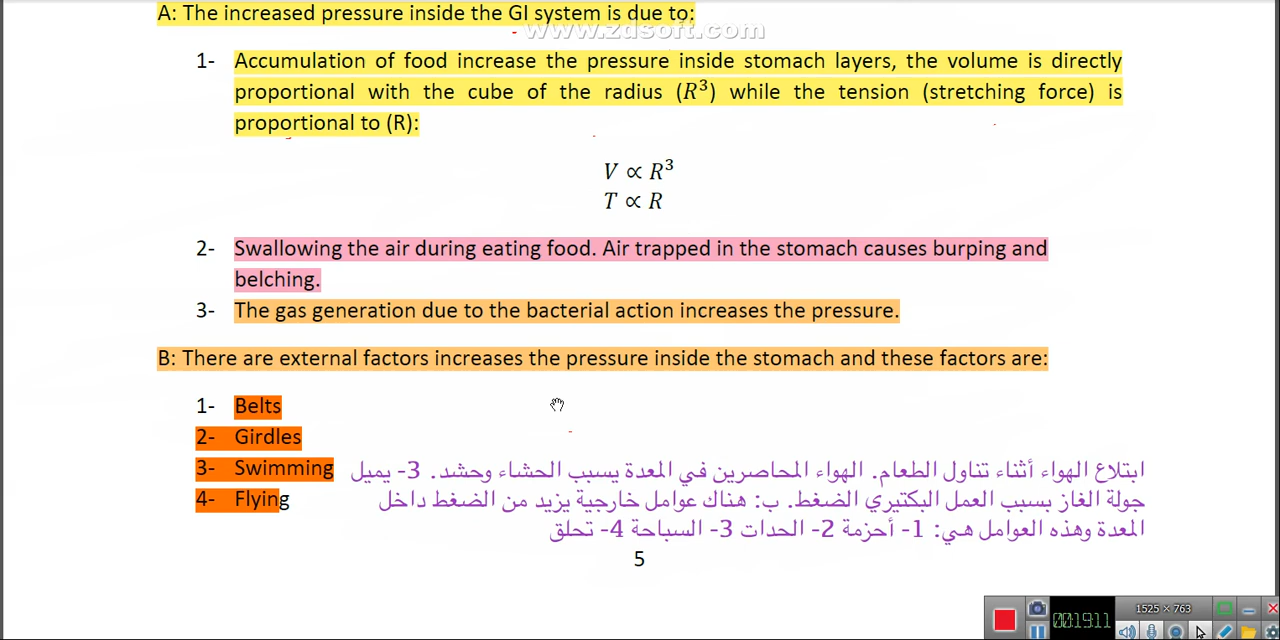 A: The increased pressure inside the GI system is due to:
www.zdsoft.com
1- Accumulation of food increase the pressure inside stomach layers, the volume is directly
proportional with the cube of the radius (R³) while the tension (stretching force) is
proportional to (R):
V ∝ R³
T ∝ R
2- Swallowing the air during eating food. Air trapped in the stomach causes burping and
belching.
3- The gas generation due to the bacterial action increases the pressure.
B: There are external factors increases the pressure inside the stomach and these factors are:
1- Belts
2- Girdles
3- Swimming
4- Flying
ابتلاع الهواء أثناء تناول الطعام. الهواء المحاصرين في المعدة يسبب الحشاء وحشد. 3- يميل
جولة الغاز بسبب العمل البكتيري الضغط. ب: هناك عوامل خارجية يزيد من الضغط داخل
المعدة وهذه العوامل هي: 1- أحزمة 2- الحدات 3- السباحة 4- تحلق
5
1525 × 763
00:19:11